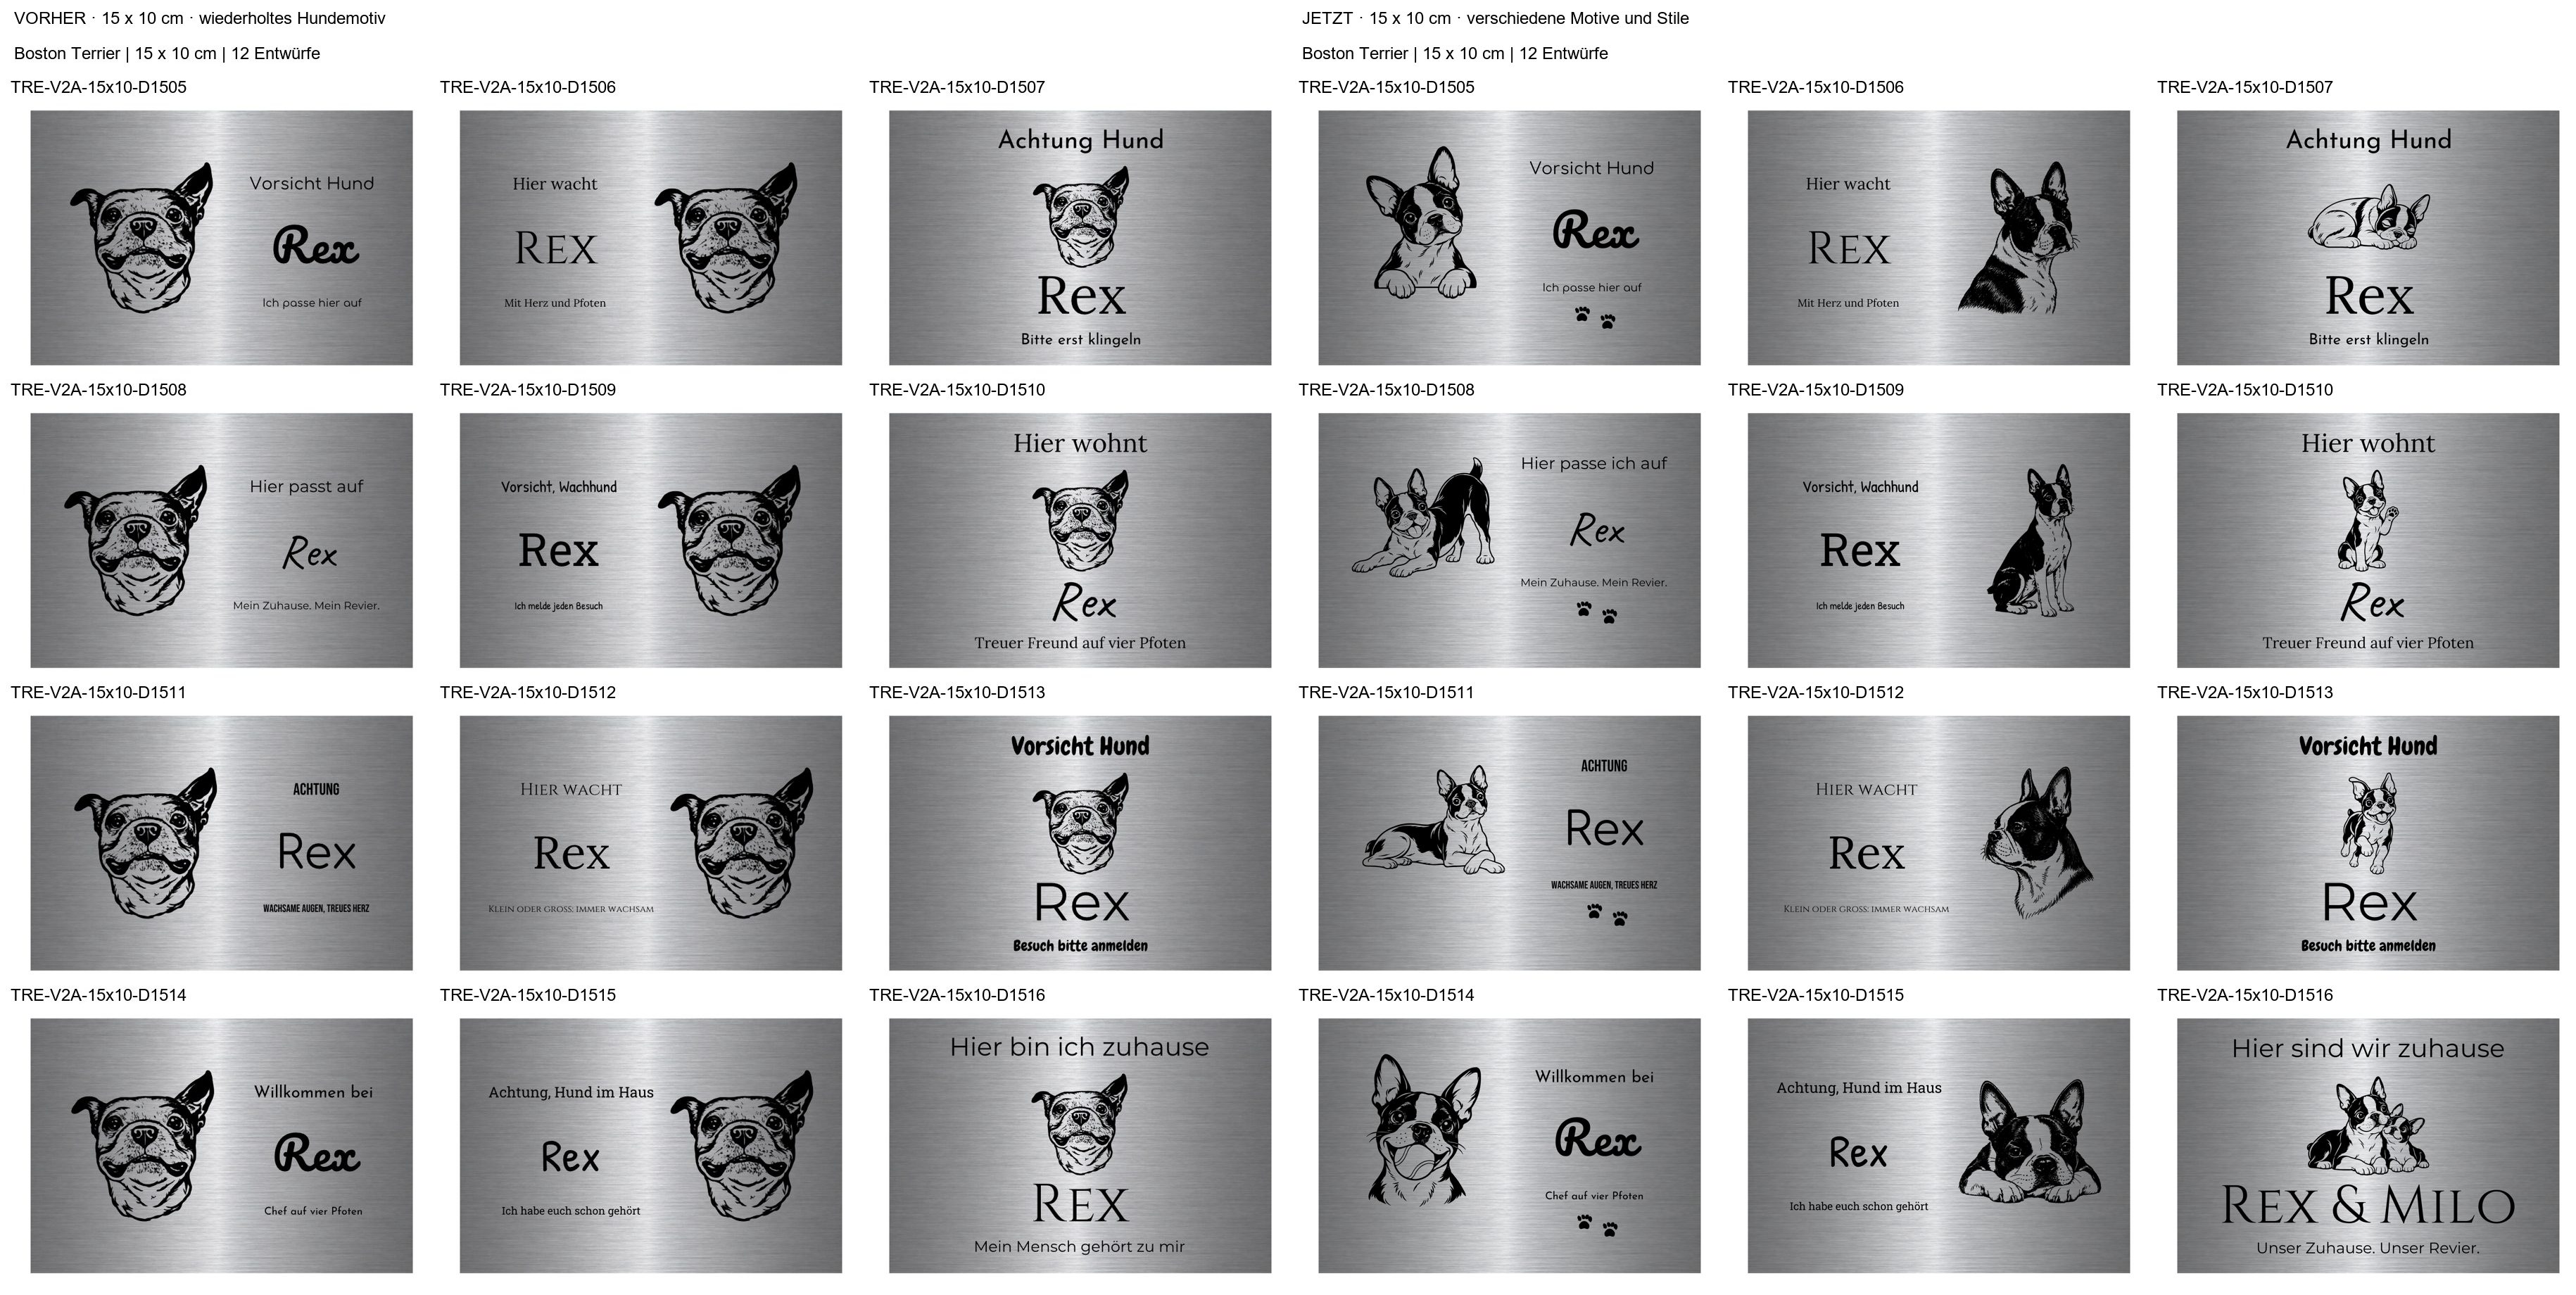 VORHER · 15 x 10 cm · wiederholtes Hundemotiv
Boston Terrier | 15 x 10 cm | 12 Entwürfe
TRE-V2A-15x10-D1505
Vorsicht Hund
Rex
Ich passe hier auf
TRE-V2A-15x10-D1506
Hier wacht
REX
Mit Herz und Pfoten
TRE-V2A-15x10-D1507
Achtung Hund
Rex
Bitte erst klingeln
TRE-V2A-15x10-D1508
Hier passt auf
Rex
Mein Zuhause. Mein Revier.
TRE-V2A-15x10-D1509
Vorsicht, Wachhund
Rex
Ich melde jeden Besuch
TRE-V2A-15x10-D1510
Hier wohnt
Rex
Treuer Freund auf vier Pfoten
TRE-V2A-15x10-D1511
ACHTUNG
Rex
WACHSAME AUGEN, TREUES HERZ
TRE-V2A-15x10-D1512
HIER WACHT
Rex
KLEIN ODER GROSS: IMMER WACHSAM
TRE-V2A-15x10-D1513
Vorsicht Hund
Rex
Besuch bitte anmelden
TRE-V2A-15x10-D1514
Willkommen bei
Rex
Chef auf vier Pfoten
TRE-V2A-15x10-D1515
Achtung, Hund im Haus
Rex
Ich habe euch schon gehört
TRE-V2A-15x10-D1516
Hier bin ich zuhause
REX
Mein Mensch gehört zu mir
JETZT · 15 x 10 cm · verschiedene Motive und Stile
Boston Terrier | 15 x 10 cm | 12 Entwürfe
TRE-V2A-15x10-D1505
Vorsicht Hund
Rex
Ich passe hier auf
TRE-V2A-15x10-D1506
Hier wacht
REX
Mit Herz und Pfoten
TRE-V2A-15x10-D1507
Achtung Hund
Rex
Bitte erst klingeln
TRE-V2A-15x10-D1508
Hier passe ich auf
Rex
Mein Zuhause. Mein Revier.
TRE-V2A-15x10-D1509
Vorsicht, Wachhund
Rex
Ich melde jeden Besuch
TRE-V2A-15x10-D1510
Hier wohnt
Rex
Treuer Freund auf vier Pfoten
TRE-V2A-15x10-D1511
ACHTUNG
Rex
WACHSAME AUGEN, TREUES HERZ
TRE-V2A-15x10-D1512
HIER WACHT
Rex
KLEIN ODER GROSS: IMMER WACHSAM
TRE-V2A-15x10-D1513
Vorsicht Hund
Rex
Besuch bitte anmelden
TRE-V2A-15x10-D1514
Willkommen bei
Rex
Chef auf vier Pfoten
TRE-V2A-15x10-D1515
Achtung, Hund im Haus
Rex
Ich habe euch schon gehört
TRE-V2A-15x10-D1516
Hier sind wir zuhause
REX & MILO
Unser Zuhause. Unser Revier.